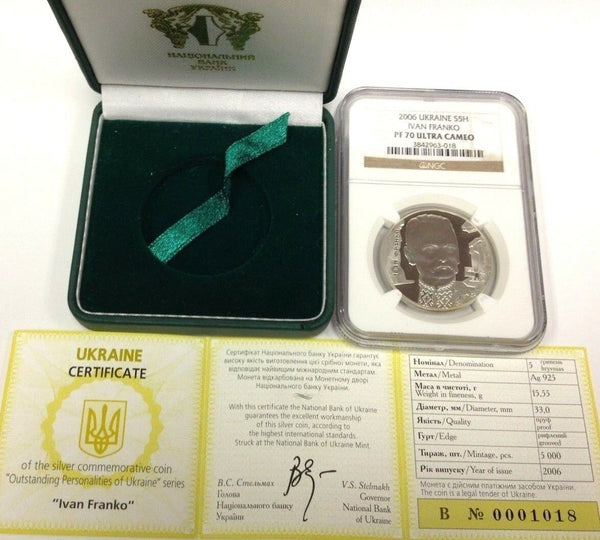 НАЦІОНАЛЬНИЙ
БАНК
УКРАЇНИ
2006 UKRAINE S5H
IVAN FRANKO
PF 70 ULTRA CAMEO
3842963-018
NGC
ІВАН ФРАНКО
UKRAINE
CERTIFICATE
of the silver commemorative coin
"Outstanding Personalities of Ukraine" series
"Ivan Franko"
Сертифікат Національного банку України гарантує
високу якість виготовлення цієї срібної монети, яка
відповідає найвищим міжнародним стандартам.
Монета відкарбована на Монетному дворі
Національного банку України.
With this certificate the National Bank of Ukraine
guarantees the excellent workmanship
of this silver coin, according to
the highest international standards.
Struck at the National Bank of Ukraine Mint.
В.С. Стельмах
Голова
Національного банку
України
V.S. Stelmakh
Governor
National Bank
of Ukraine
Номінал/Denomination 5 гривень hryvnias
Метал/Metal Ag 925
Маса в чистоті, г
Weight in fineness, g 15,55
Діаметр, мм/Diameter, mm 33,0
Якість/Quality пруф proof
Гурт/Edge рифлений grooved
Тираж, шт./Mintage, pcs. 5 000
Рік випуску/Year of issue 2006
Монета є дійсним платіжним засобом України.
The coin is a legal tender of Ukraine.
В № 0001018